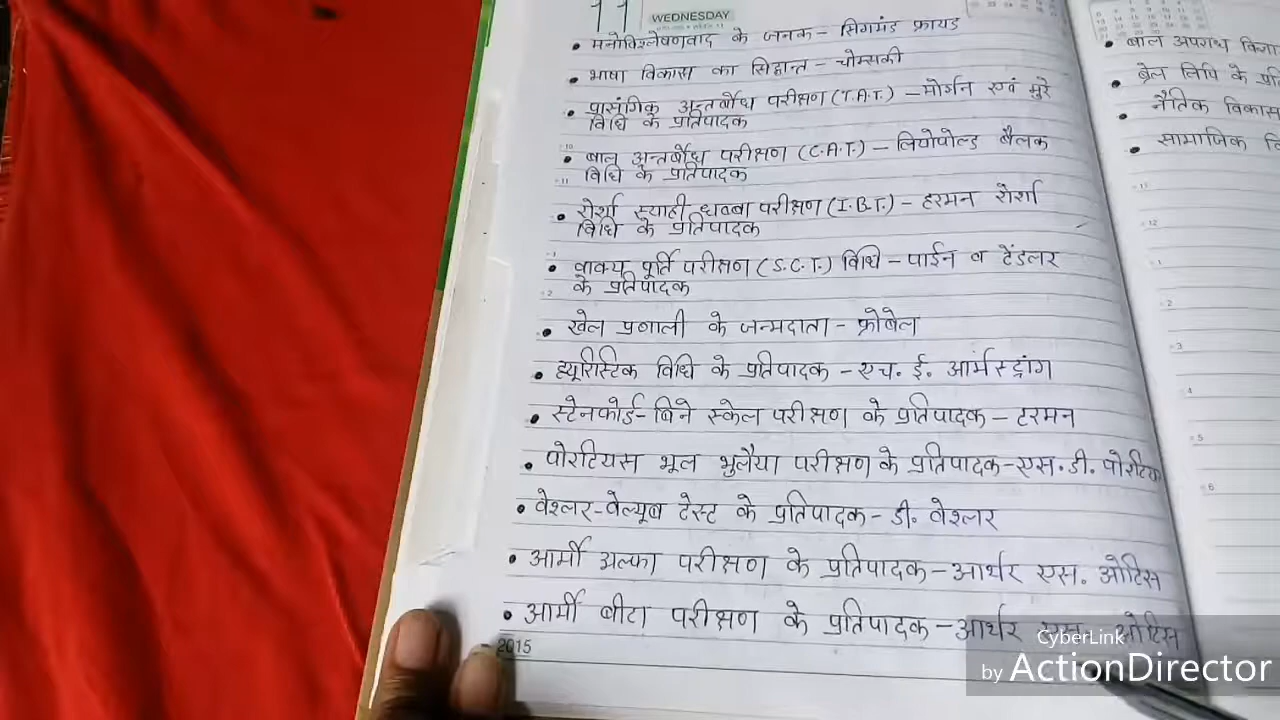 11
WEDNESDAY
• मनोविश्लेषणवाद के जनक – सिगमंड फ्रायड
• भाषा विकास का सिद्वान्त – चोम्सकी
• प्रासंगिक अन्तर्बोध परीक्षण (T.A.T.) – मोर्गन एवं मुरे
विधि के प्रतिपादक
• बाल अन्तर्बोध परीक्षण (C.A.T.) – लियोपोल्ड बैलक
विधि के प्रतिपादक
• रोर्शा स्याही धब्बा परीक्षण (I.B.T.) – हरमन रोर्शा
विधि के प्रतिपादक
• वाक्य पूर्ति परीक्षण (S.C.T.) विधि – पाईन व टेंडलर
के प्रतिपादक
• खेल प्रणाली के जन्मदाता – फ्रोबेल
• ह्यूरिस्टिक विधि के प्रतिपादक – एच. ई. आर्मस्ट्रांग
• स्टेनफोर्ड-बिने स्केल परीक्षण के प्रतिपादक – टरमन
• पोरटियस भूल भुलैया परीक्षण के प्रतिपादक – एस. डी.
• वेश्लर-वेल्यूब टेस्ट के प्रतिपादक – डी. वेश्लर
• आर्मी अल्फा परीक्षण के प्रतिपादक – आर्थर एस. ओटिस
• आर्मी बीटा परीक्षण के प्रतिपादक – आर्थर एस. ओटिस
2015
• बाल अपराध
• ब्रेल लिपि के
• नैतिक विकास
• सामाजिक
CyberLink
by ActionDirector